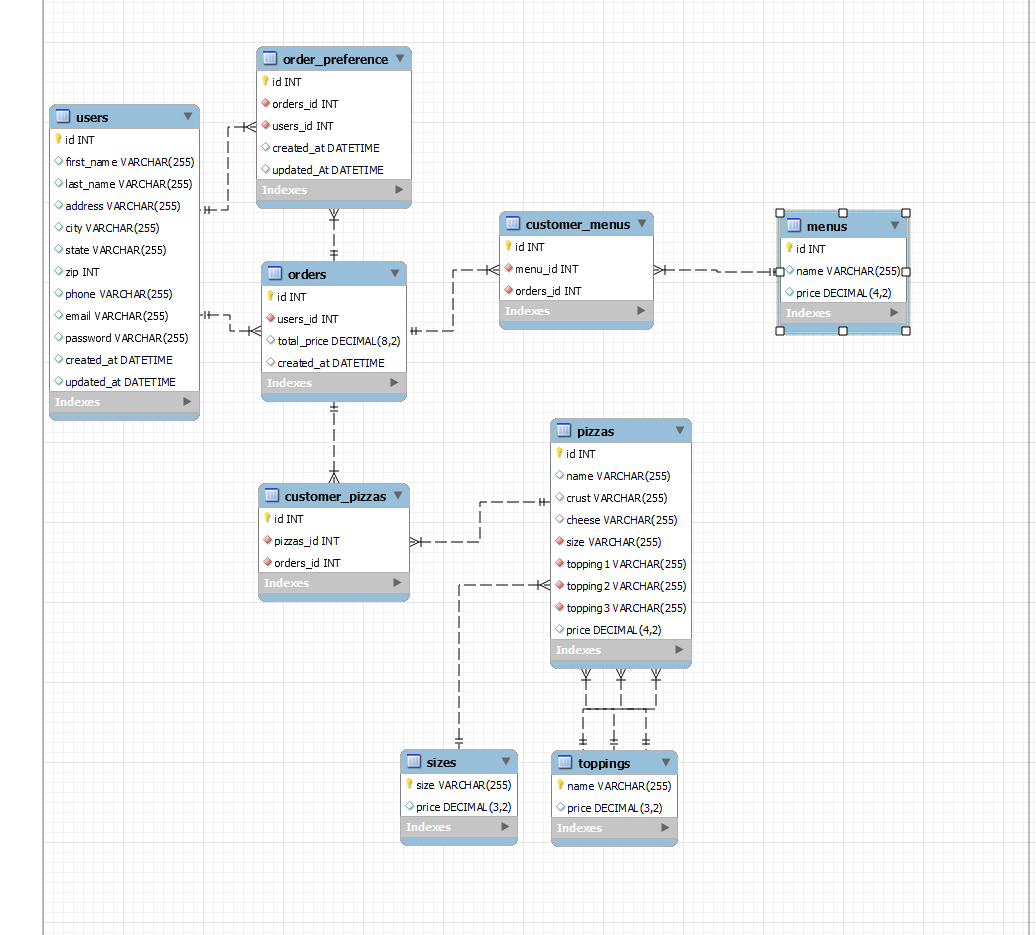 order_preference
id INT
orders_id INT
users_id INT
created_at DATETIME
updated_At DATETIME
Indexes
users
id INT
first_name VARCHAR(255)
last_name VARCHAR(255)
address VARCHAR(255)
city VARCHAR(255)
state VARCHAR(255)
zip INT
phone VARCHAR(255)
email VARCHAR(255)
password VARCHAR(255)
created_at DATETIME
updated_at DATETIME
Indexes
orders
id INT
users_id INT
total_price DECIMAL(8,2)
created_at DATETIME
Indexes
customer_menus
id INT
menu_id INT
orders_id INT
Indexes
menus
id INT
name VARCHAR(255)
price DECIMAL(4,2)
Indexes
customer_pizzas
id INT
pizzas_id INT
orders_id INT
Indexes
pizzas
id INT
name VARCHAR(255)
crust VARCHAR(255)
cheese VARCHAR(255)
size VARCHAR(255)
topping1 VARCHAR(255)
topping2 VARCHAR(255)
topping3 VARCHAR(255)
price DECIMAL(4,2)
Indexes
sizes
size VARCHAR(255)
price DECIMAL(3,2)
Indexes
toppings
name VARCHAR(255)
price DECIMAL(3,2)
Indexes